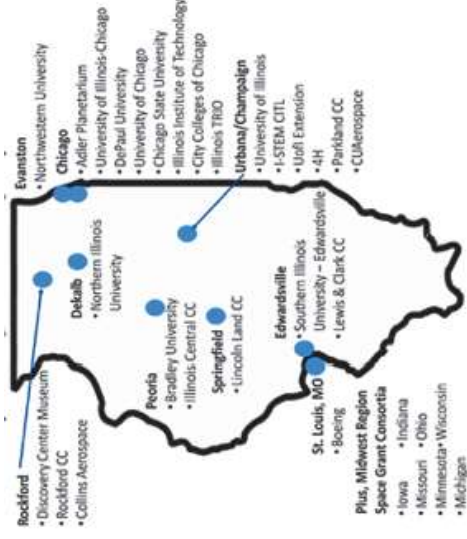 Rockford
• Discovery Center Museum
• Rockford CC
• Collins Aerospace
Evanston
• Northwestern University
Chicago
• Adler Planetarium
• University of Illinois-Chicago
• DePaul University
• University of Chicago
• Chicago State University
• Illinois Institute of Technology
• City Colleges of Chicago
• Illinois TRIO
Dekalb
• Northern Illinois
University
Peoria
• Bradley University
• Illinois Central CC
Springfield
• Lincoln Land CC
Urbana/Champaign
• University of Illinois
• I-STEM CITL
• UofI Extension
• 4H
• Parkland CC
• CUAerospace
Edwardsville
• Southern Illinois
University – Edwardsville
• Lewis & Clark CC
St. Louis, MO
• Boeing
Plus, Midwest Region
Space Grant Consortia
• Iowa • Indiana
• Missouri • Ohio
• Minnesota • Wisconsin
• Michigan